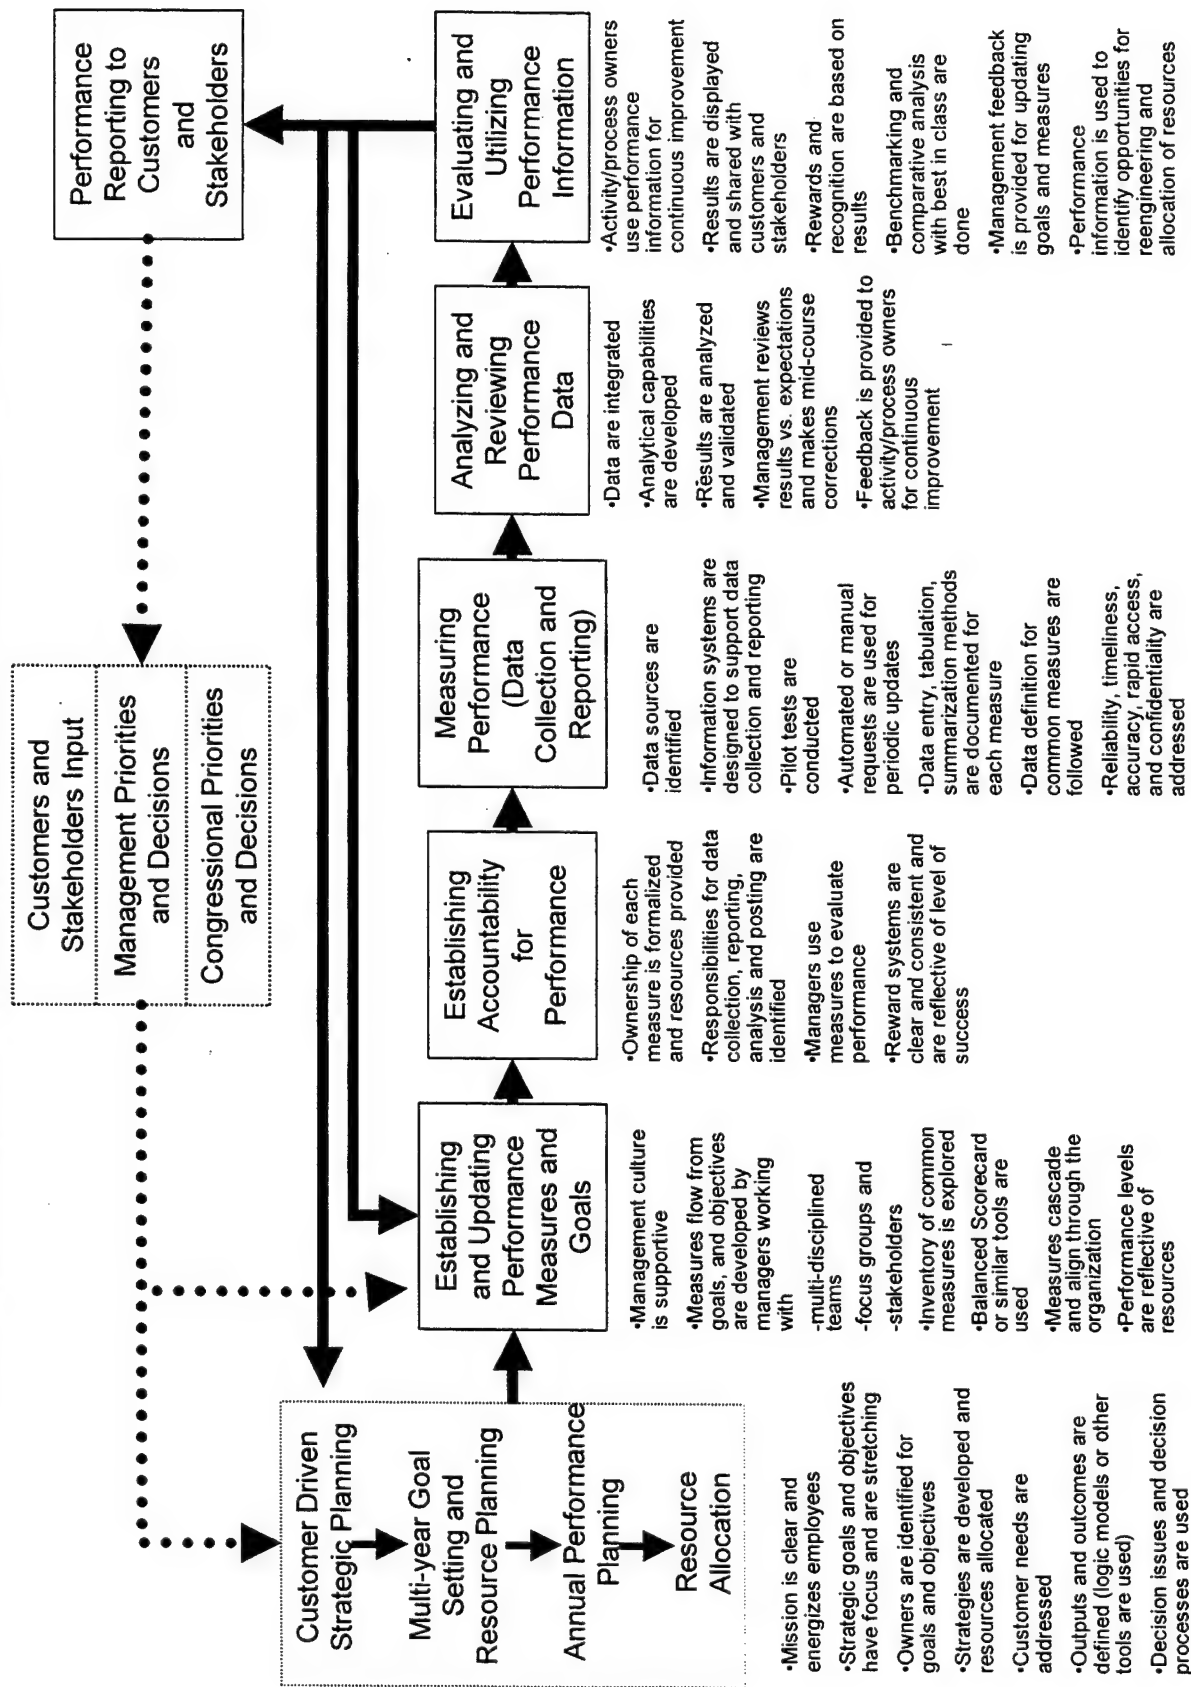 Customers and
Stakeholders Input
Management Priorities
and Decisions
Congressional Priorities
and Decisions
Performance
Reporting to
Customers
and
Stakeholders
Customer Driven
Strategic Planning
Multi-year Goal
Setting and
Resource Planning
Annual Performance
Planning
Resource
Allocation
Establishing
and Updating
Performance
Measures and
Goals
Establishing
Accountability
for
Performance
Measuring
Performance
(Data
Collection and
Reporting)
Analyzing and
Reviewing
Performance
Data
Evaluating and
Utilizing
Performance
Information
•Mission is clear and
energizes employees
•Strategic goals and objectives
have focus and are stretching
•Owners are identified for
goals and objectives
•Strategies are developed and
resources allocated
•Customer needs are
addressed
•Outputs and outcomes are
defined (logic models or other
tools are used)
•Decision issues and decision
processes are used
•Management culture
is supportive
•Measures flow from
goals, and objectives
are developed by
managers working
with
-multi-disciplined
teams
-focus groups and
-stakeholders
•Inventory of common
measures is explored
•Balanced Scorecard
or similar tools are
used
•Measures cascade
and align through the
organization
•Performance levels
are reflective of
resources
•Ownership of each
measure is formalized
and resources provided
•Responsibilities for data
collection, reporting,
analysis and posting are
identified
•Managers use
measures to evaluate
performance
•Reward systems are
clear and consistent and
are reflective of level of
success
•Data sources are
identified
•Information systems are
designed to support data
collection and reporting
•Pilot tests are
conducted
•Automated or manual
requests are used for
periodic updates
•Data entry, tabulation,
summarization methods
are documented for
each measure
•Data definition for
common measures are
followed
•Reliability, timeliness,
accuracy, rapid access,
and confidentiality are
addressed
•Data are integrated
•Analytical capabilities
are developed
•Results are analyzed
and validated
•Management reviews
results vs. expectations
and makes mid-course
corrections
•Feedback is provided to
activity/process owners
for continuous
improvement
•Activity/process owners
use performance
information for
continuous improvement
•Results are displayed
and shared with
customers and
stakeholders
•Rewards and
recognition are based on
results
•Benchmarking and
comparative analysis
with best in class are
done
•Management feedback
is provided for updating
goals and measures
•Performance
information is used to
identify opportunities for
reengineering and
allocation of resources